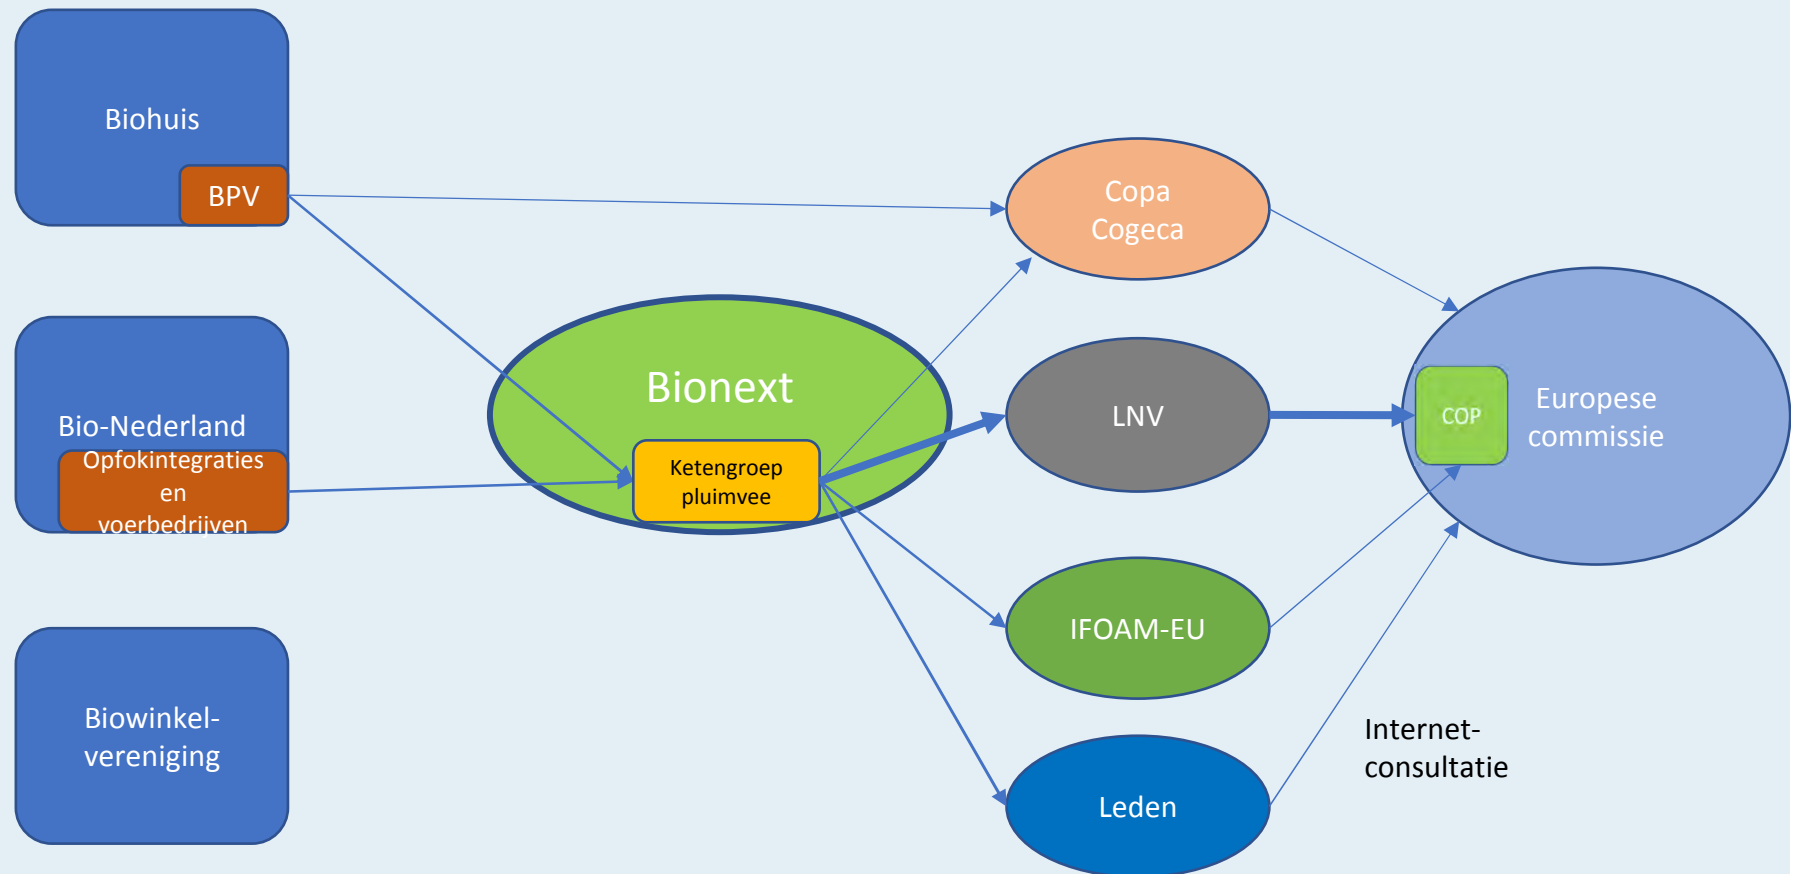 Biohuis
BPV
Bio-Nederland
Opfokintegraties
en
voerbedrijven
Biowinkel-
vereniging
Bionext
Ketengroep
pluimvee
Copa
Cogeca
LNV
IFOAM-EU
Leden
COP
Europese
commissie
Internet-
consultatie